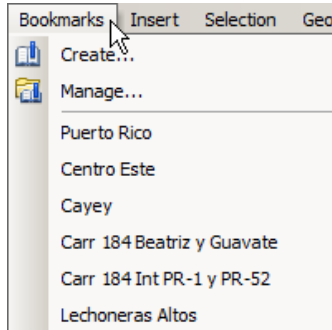 Bookmarks Insert Selection Geo
Create...
Manage...
Puerto Rico
Centro Este
Cayey
Carr 184 Beatriz y Guavate
Carr 184 Int PR-1 y PR-52
Lechoneras Altos